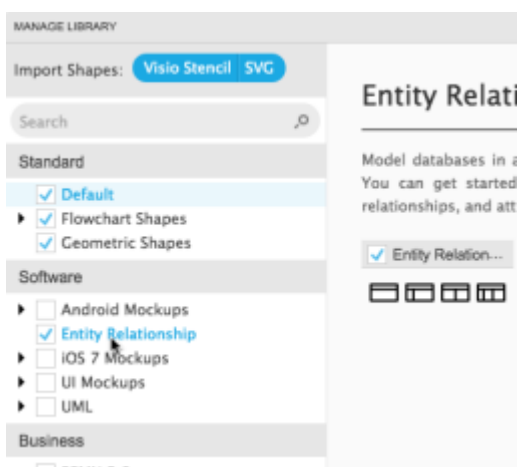 MANAGE LIBRARY
Import Shapes: Visio Stencil SVG
Search
Standard
Default
Flowchart Shapes
Geometric Shapes
Software
Android Mockups
Entity Relationship
iOS 7 Mockups
UI Mockups
UML
Business
Entity Relati
Model databases in a
You can get started
relationships, and att
Entity Relation...